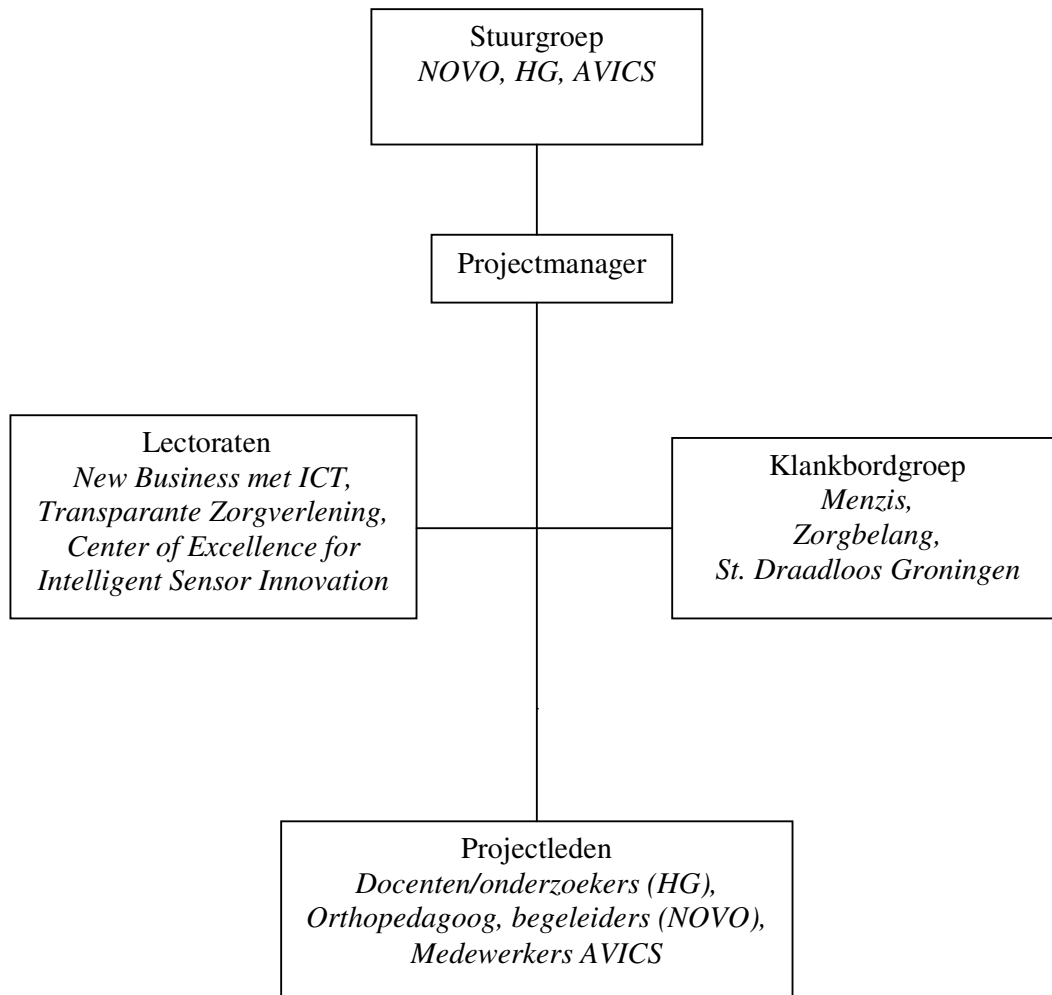 Stuurgroep
NOVO, HG, AVICS
Projectmanager
Lectoraten
New Business met ICT,
Transparante Zorgverlening,
Center of Excellence for
Intelligent Sensor Innovation
Klankbordgroep
Menzis,
Zorgbelang,
St. Draadloos Groningen
Projectleden
Docenten/onderzoekers (HG),
Orthopedagoog, begeleiders (NOVO),
Medewerkers AVICS